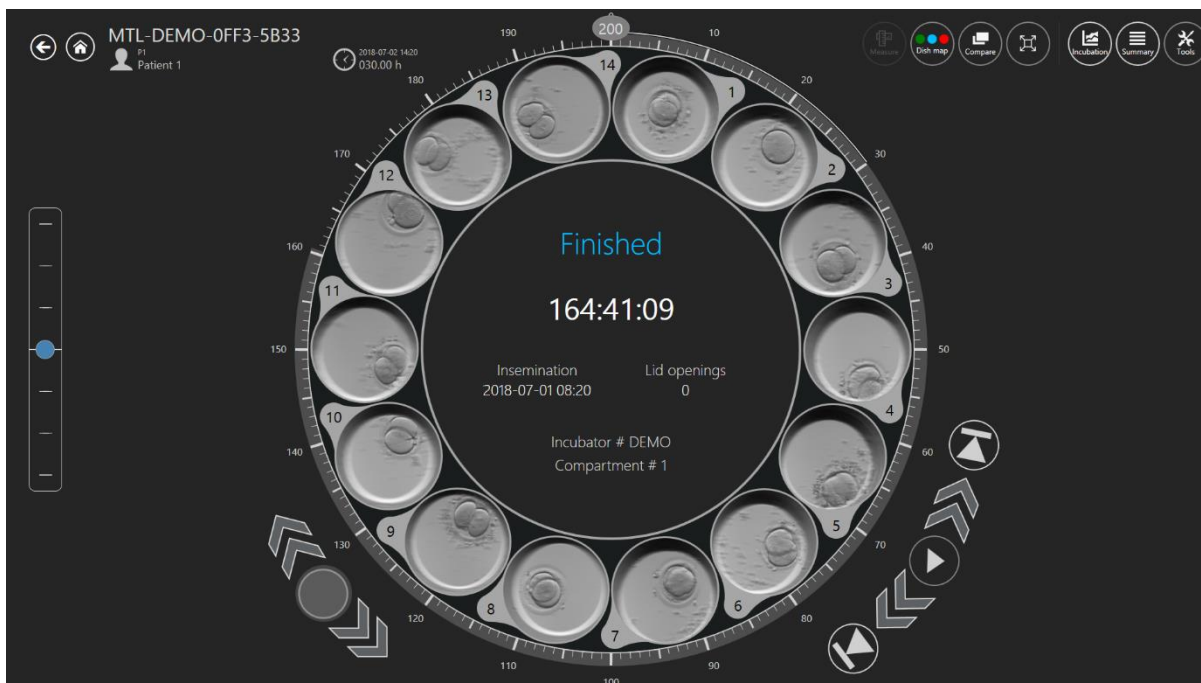 MTL-DEMO-0FF3-5B33
P1
Patient 1
2018-07-02 14:20
030.00 h
Measure
Dish map
Compare
Incubation
Summary
Tools
200
10
20
30
40
50
60
70
80
90
100
110
120
130
140
150
160
170
180
190
1
2
3
4
5
6
7
8
9
10
11
12
13
14
Finished
164:41:09
Insemination
2018-07-01 08:20
Lid openings
0
Incubator # DEMO
Compartment # 1